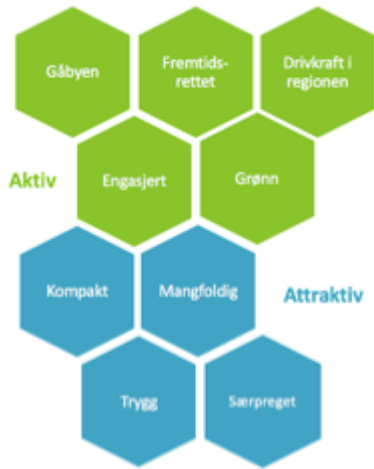 Gåbyen
Fremtids-
rettet
Drivkraft i
regionen
Aktiv
Engasjert
Grønn
Kompakt
Mangfoldig
Attraktiv
Trygg
Særpreget